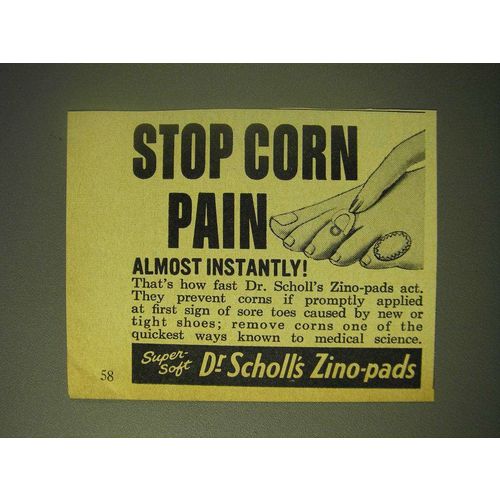 STOP CORN
PAIN
ALMOST INSTANTLY!
That's how fast Dr. Scholl's Zino-pads act.
They prevent corns if promptly applied
at first sign of sore toes caused by new or
tight shoes; remove corns one of the
quickest ways known to medical science.
Super-
Soft
Dr Scholl's Zino-pads
58